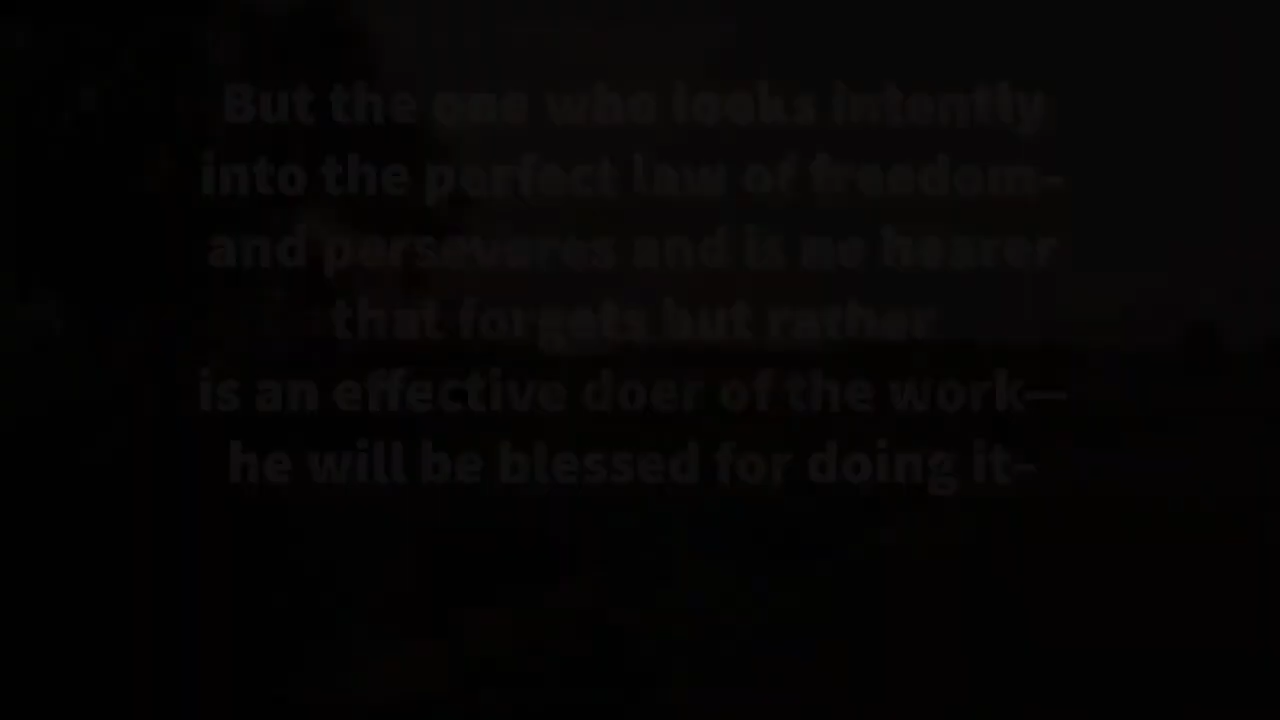 But the one who looks intently
into the perfect law of freedom–
and perseveres and is no hearer
that forgets but rather
is an effective doer of the work—
he will be blessed for doing it–